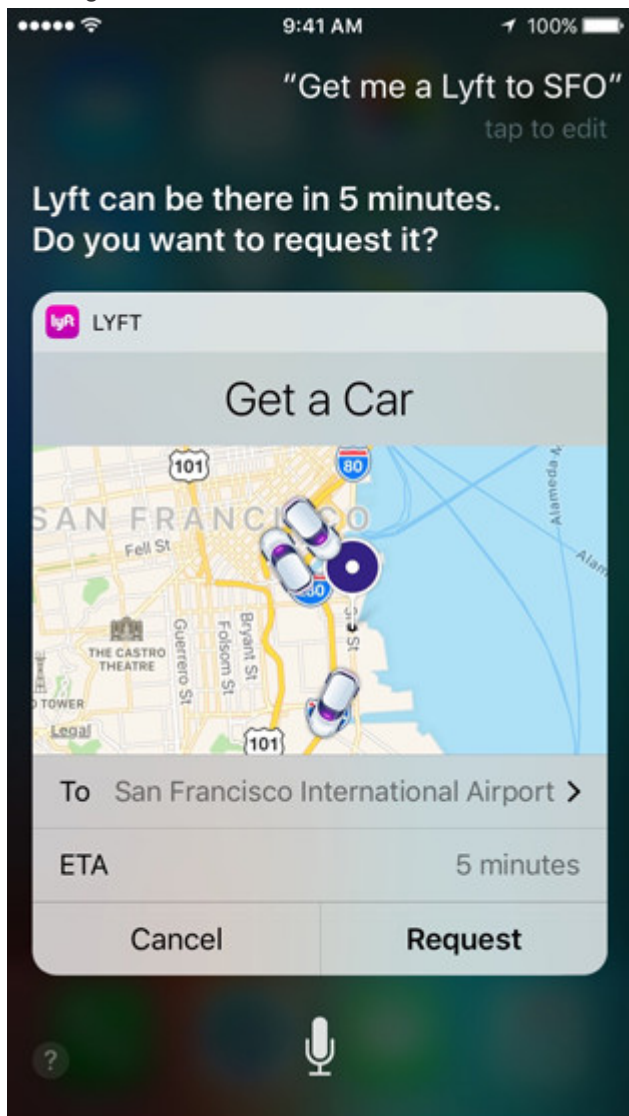 9:41 AM
100%
“Get me a Lyft to SFO”
tap to edit
Lyft can be there in 5 minutes.
Do you want to request it?
lyft LYFT
Get a Car
101
80
SAN FRANCISCO
Alameda
Fell St
THE CASTRO
THEATRE
Guerrero St
Folsom St
Bryant St
TOWER
Legal
101
To San Francisco International Airport >
ETA 5 minutes
Cancel Request
?